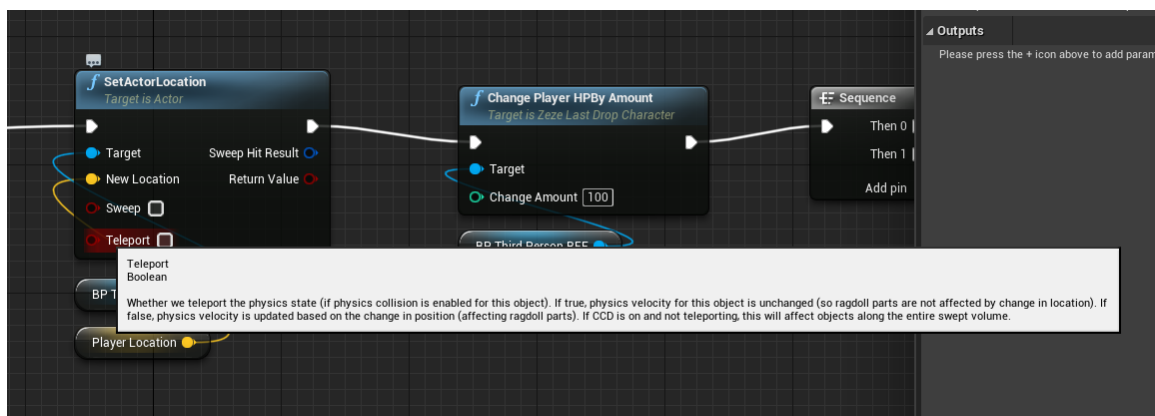 Outputs
Please press the + icon above to add param
SetActorLocation
Target is Actor
Target
Sweep Hit Result
New Location
Return Value
Sweep
Teleport
Change Player HPBy Amount
Target is Zeze Last Drop Character
Target
Change Amount 100
BP Third Person REF
Sequence
Then 0
Then 1
Add pin
Teleport
Boolean
Whether we teleport the physics state (if physics collision is enabled for this object). If true, physics velocity for this object is unchanged (so ragdoll parts are not affected by change in location). If
false, physics velocity is updated based on the change in position (affecting ragdoll parts). If CCD is on and not teleporting, this will affect objects along the entire swept volume.
BP T
Player Location